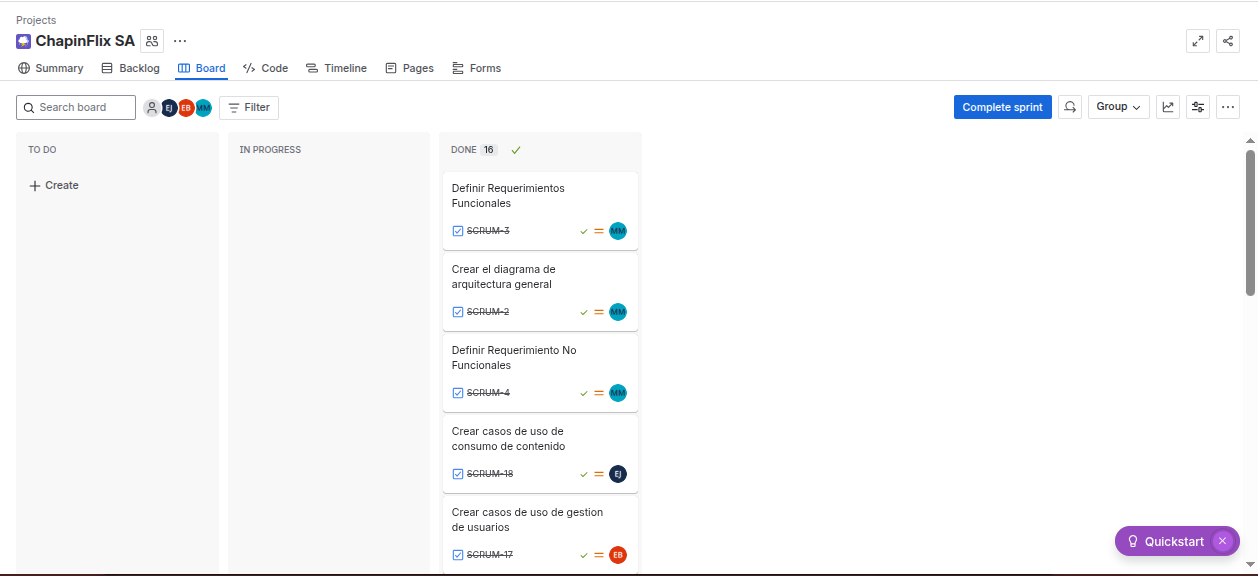 Projects
ChapinFlix SA
Summary Backlog Board Code Timeline Pages Forms
Search board EJ EB MM Filter Complete sprint Group
TO DO IN PROGRESS DONE 16
Create
Definir Requerimientos
Funcionales
SCRUM-3 MM
Crear el diagrama de
arquitectura general
SCRUM-2 MM
Definir Requerimiento No
Funcionales
SCRUM-4 MM
Crear casos de uso de
consumo de contenido
SCRUM-18 EJ
Crear casos de uso de gestion
de usuarios
SCRUM-17 EB
Quickstart